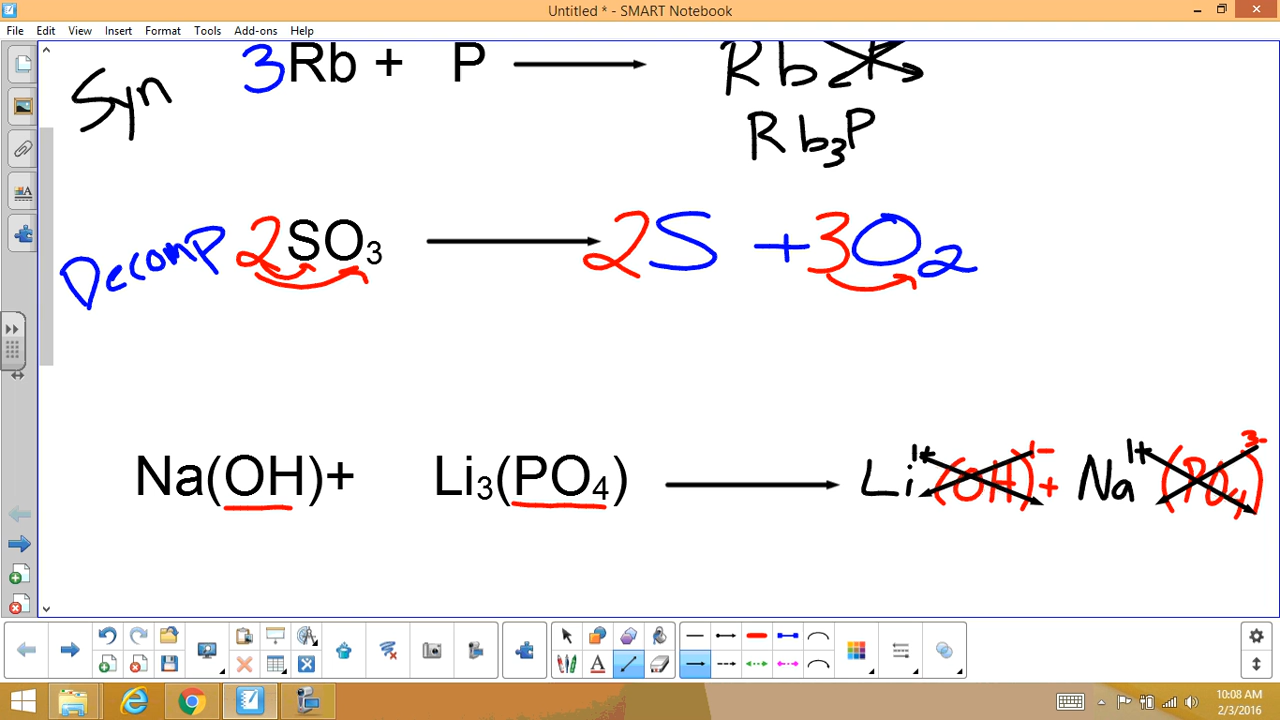 Untitled * - SMART Notebook
File Edit View Insert Format Tools Add-ons Help
Syn 3Rb + P ⟶ Rb
Rb₃P
Decomp 2SO₃ ⟶ 2S + 3O₂
Na(OH)+ Li₃(PO₄) ⟶ Li¹⁺(OH)¹⁻ + Na¹⁺(PO₄)³⁻
10:08 AM
2/3/2016